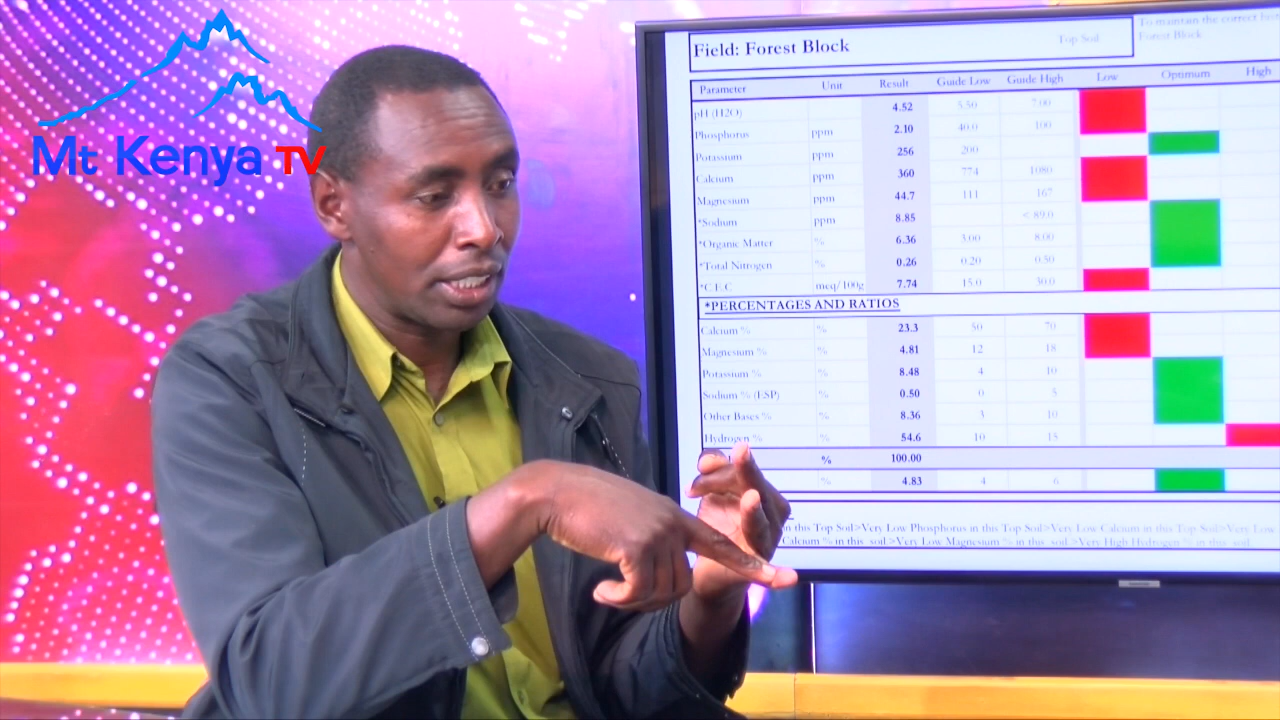 Mt Kenya TV
Field: Forest Block
Top Soil
To maintain the correct
Forest Block
Parameter Unit Result Guide Low Guide High Low Optimum High
pH (H2O) 4.52 5.50 7.00
Phosphorus ppm 2.10 40.0 100
Potassium ppm 256 200
Calcium ppm 360 774 1080
Magnesium ppm 44.7 111 167
*Sodium ppm 8.85 < 89.0
*Organic Matter % 6.36 3.00 8.00
*Total Nitrogen % 0.26 0.20 0.50
*C.E.C meq/100g 7.74 15.0 30.0
*PERCENTAGES AND RATIOS
Calcium % % 23.3 50 70
Magnesium % % 4.81 12 18
Potassium % % 8.48 4 10
Sodium % (ESP) % 0.50 0 5
Other Bases % % 8.36 3 10
Hydrogen % % 54.6 10 15
% 100.00
% 4.83 4 6
in this Top Soil>Very Low Phosphorus in this Top Soil>Very Low Calcium in this Top Soil>Very Low
Calcium % in this soil.>Very Low Magnesium % in this soil.>Very High Hydrogen % in this soil